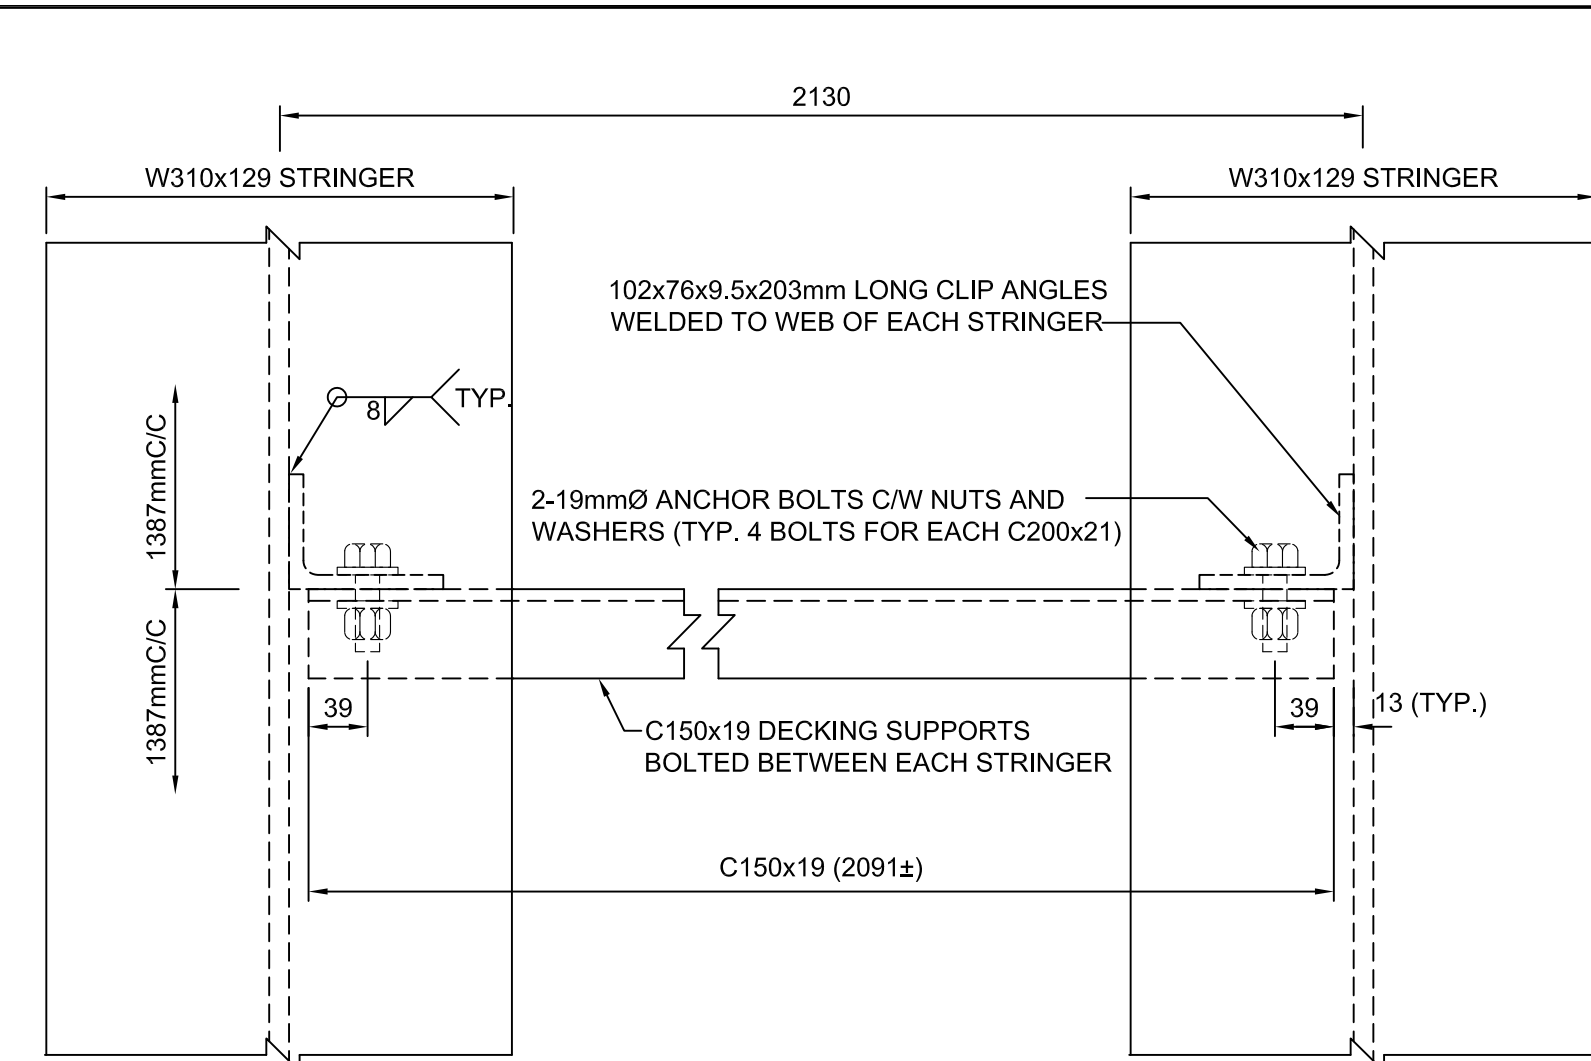 2130
W310x129 STRINGER
W310x129 STRINGER
102x76x9.5x203mm LONG CLIP ANGLES
WELDED TO WEB OF EACH STRINGER
8
TYP.
1387mmC/C
2-19mmØ ANCHOR BOLTS C/W NUTS AND
WASHERS (TYP. 4 BOLTS FOR EACH C200x21)
1387mmC/C
39
39
13 (TYP.)
C150x19 DECKING SUPPORTS
BOLTED BETWEEN EACH STRINGER
C150x19 (2091±)